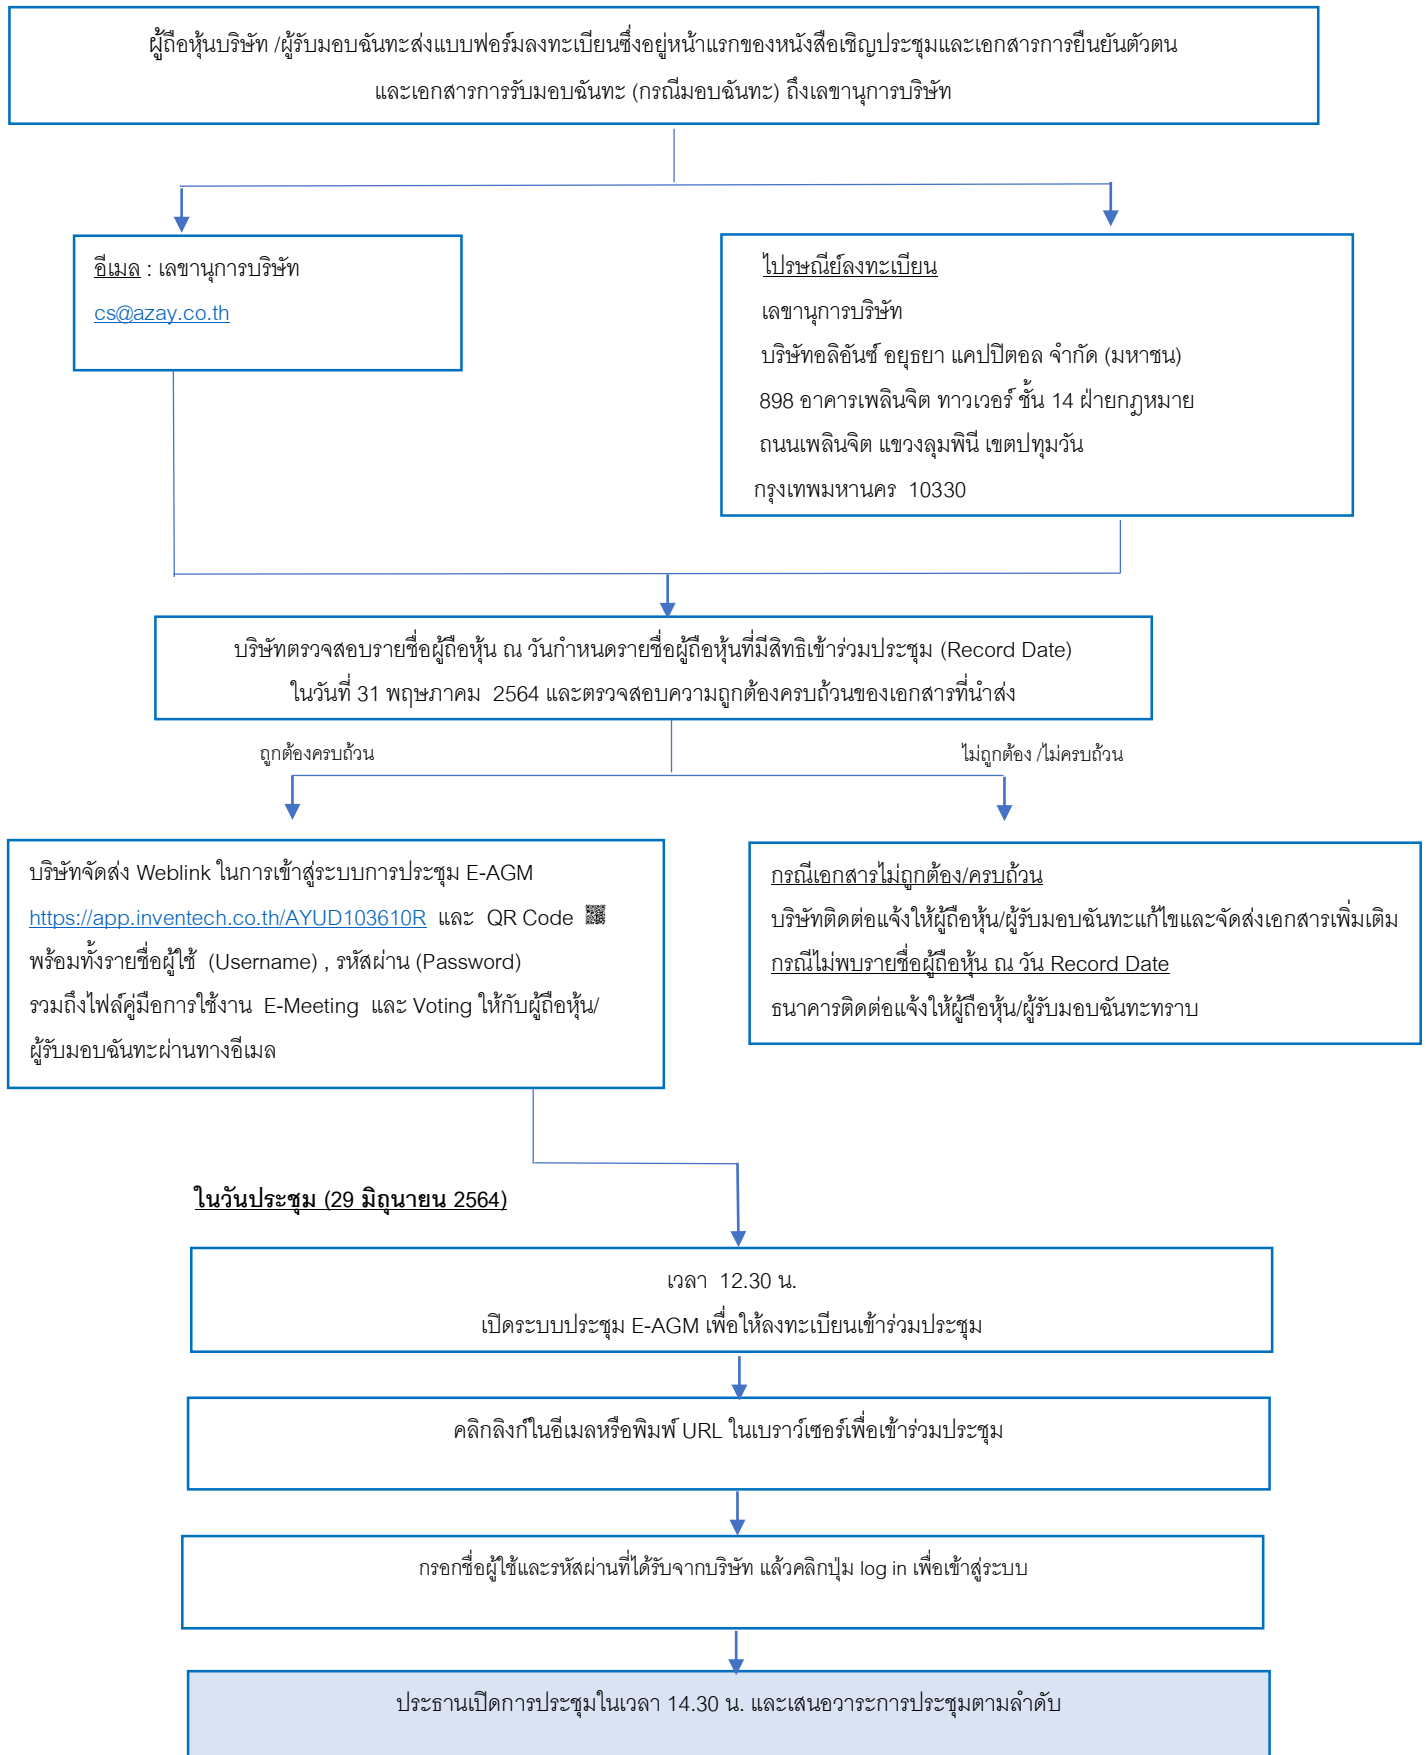 ผู้ถือหุ้นบริษัท /ผู้รับมอบฉันทะส่งแบบฟอร์มลงทะเบียนซึ่งอยู่หน้าแรกของหนังสือเชิญประชุมและเอกสารการยืนยันตัวตน
และเอกสารการรับมอบฉันทะ (กรณีมอบฉันทะ) ถึงเลขานุการบริษัท
อีเมล : เลขานุการบริษัท
cs@azay.co.th
ไปรษณีย์ลงทะเบียน
เลขานุการบริษัท
บริษัทอลิอันซ์ อยุธยา แคปปิตอล จำกัด (มหาชน)
898 อาคารเพลินจิต ทาวเวอร์ ชั้น 14 ฝ่ายกฎหมาย
ถนนเพลินจิต แขวงลุมพินี เขตปทุมวัน
กรุงเทพมหานคร 10330
บริษัทตรวจสอบรายชื่อผู้ถือหุ้น ณ วันกำหนดรายชื่อผู้ถือหุ้นที่มีสิทธิเข้าร่วมประชุม (Record Date)
ในวันที่ 31 พฤษภาคม 2564 และตรวจสอบความถูกต้องครบถ้วนของเอกสารที่นำส่ง
ถูกต้องครบถ้วน
ไม่ถูกต้อง /ไม่ครบถ้วน
บริษัทจัดส่ง Weblink ในการเข้าสู่ระบบการประชุม E-AGM
https://app.inventech.co.th/AYUD103610R และ QR Code
พร้อมทั้งรายชื่อผู้ใช้ (Username) , รหัสผ่าน (Password)
รวมถึงไฟล์คู่มือการใช้งาน E-Meeting และ Voting ให้กับผู้ถือหุ้น/
ผู้รับมอบฉันทะผ่านทางอีเมล
กรณีเอกสารไม่ถูกต้อง/ครบถ้วน
บริษัทติดต่อแจ้งให้ผู้ถือหุ้น/ผู้รับมอบฉันทะแก้ไขและจัดส่งเอกสารเพิ่มเติม
กรณีไม่พบรายชื่อผู้ถือหุ้น ณ วัน Record Date
ธนาคารติดต่อแจ้งให้ผู้ถือหุ้น/ผู้รับมอบฉันทะทราบ
ในวันประชุม (29 มิถุนายน 2564)
เวลา 12.30 น.
เปิดระบบประชุม E-AGM เพื่อให้ลงทะเบียนเข้าร่วมประชุม
คลิกลิงก์ในอีเมลหรือพิมพ์ URL ในเบราว์เซอร์เพื่อเข้าร่วมประชุม
กรอกชื่อผู้ใช้และรหัสผ่านที่ได้รับจากบริษัท แล้วคลิกปุ่ม log in เพื่อเข้าสู่ระบบ
ประธานเปิดการประชุมในเวลา 14.30 น. และเสนอวาระการประชุมตามลำดับ